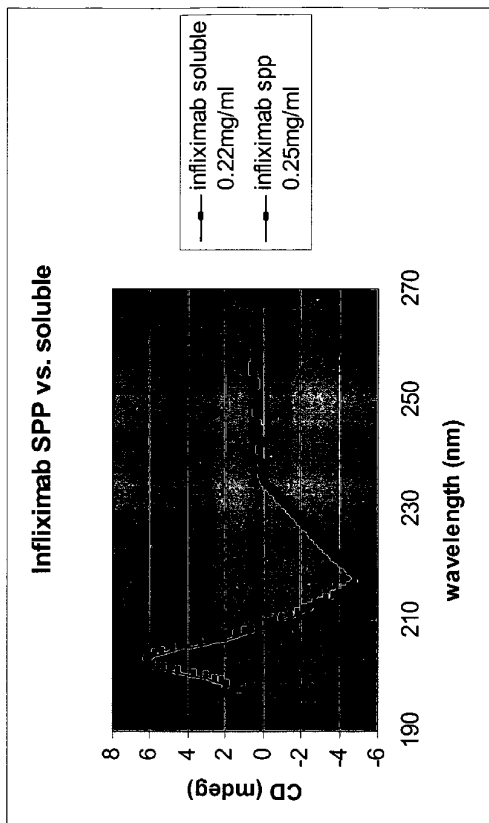 Infliximab SPP vs. soluble
8
6
4
2
0
-2
-4
-6
CD (mdeg)
190
210
230
250
270
wavelength (nm)
infliximab soluble
0.22mg/ml
infliximab spp
0.25mg/ml